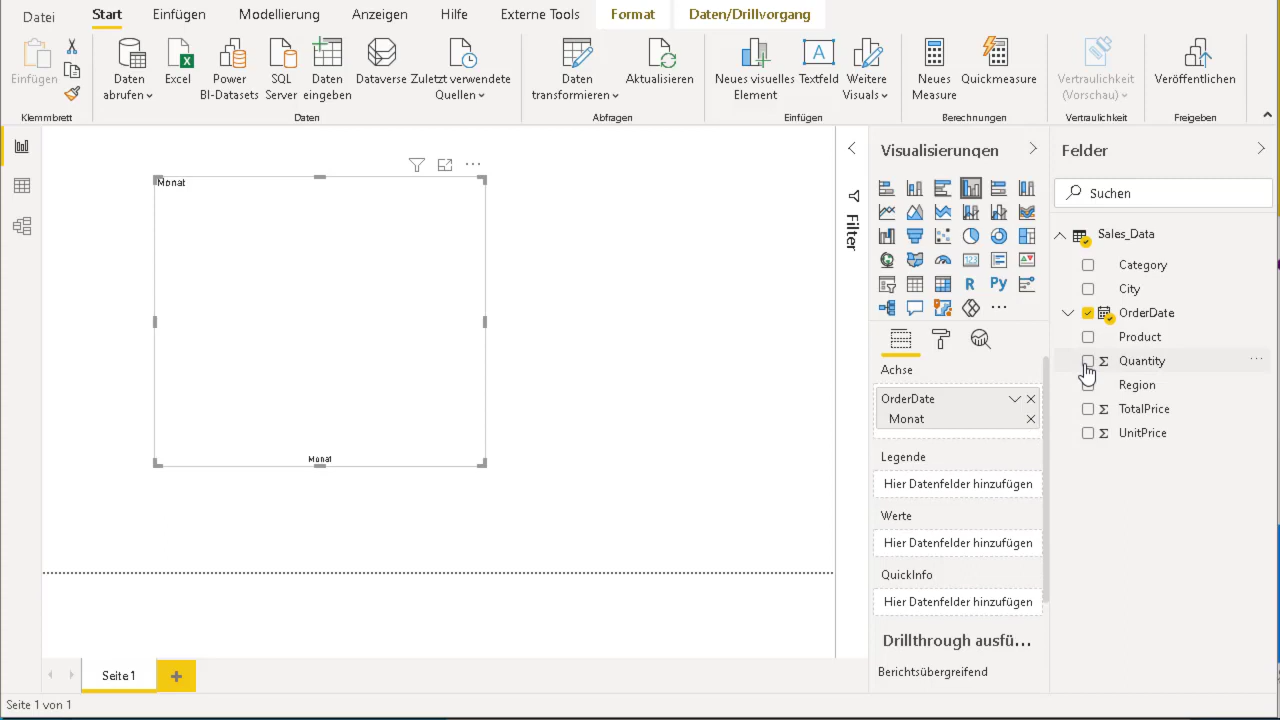 Datei Start Einfügen Modellierung Anzeigen Hilfe Externe Tools Format Daten/Drillvorgang
Einfügen
Daten abrufen
Excel
Power BI-Datasets
SQL Server
Daten eingeben
Dataverse
Zuletzt verwendete Quellen
Daten transformieren
Aktualisieren
Neues visuelles Element
Textfeld
A
Weitere Visuals
Neues Measure
Quickmeasure
Vertraulichkeit (Vorschau)
Veröffentlichen
Klemmbrett Daten Abfragen Einfügen Berechnungen Vertraulichkeit Freigeben
Monat
Monat
Filter
Visualisierungen
123
R Py
Achse
OrderDate
Monat
Legende
Hier Datenfelder hinzufügen
Werte
Hier Datenfelder hinzufügen
QuickInfo
Hier Datenfelder hinzufügen
Drillthrough ausfü...
Berichtsübergreifend
Felder
Suchen
Sales_Data
Category
City
OrderDate
Product
Σ Quantity
Region
Σ TotalPrice
Σ UnitPrice
Seite 1
Seite 1 von 1